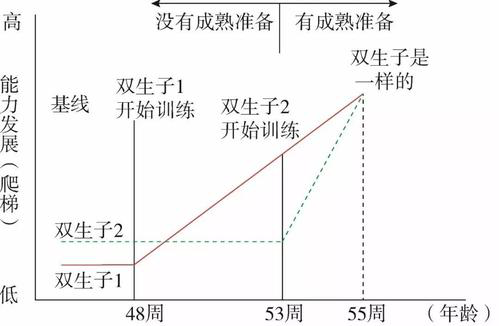 没有成熟准备 有成熟准备
高
双生子是
一样的
能力发展（爬梯）
基线
双生子1
开始训练
双生子2
开始训练
双生子2
双生子1
低
48周 53周 55周 （年龄）